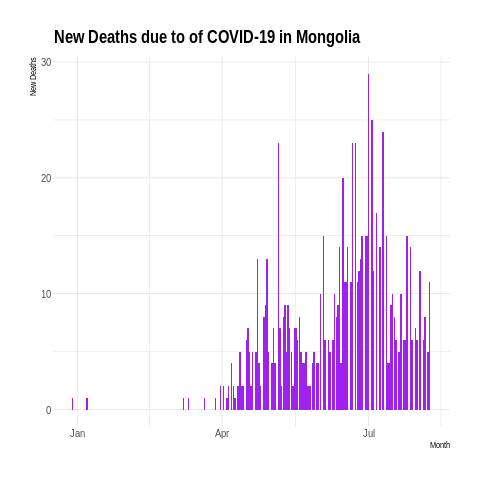 New Deaths due to of COVID-19 in Mongolia
New Deaths
30
20
10
0
Jan
Apr
Jul
Month